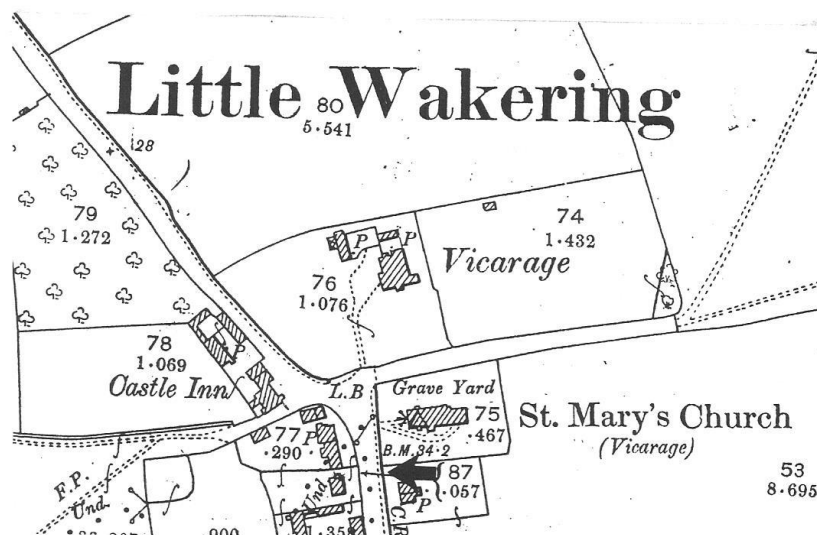 Little Wakering
80
5·541
28
79
1·272
74
1·432
Vicarage
76
1·076
78
1·069
P
P
P
Castle Inn
L.B
Grave Yard
75
·467
St. Mary's Church
(Vicarage)
77
·290
P
B.M. 34·2
87
·057
P
53
8·695
F.P.
Und.
Und